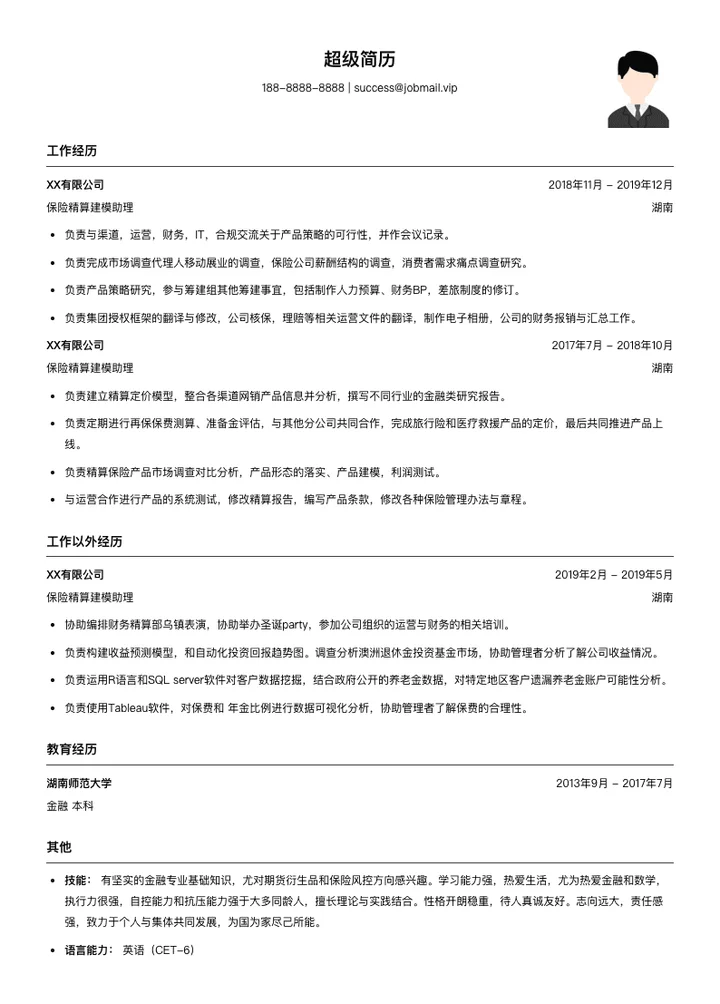 超级简历
188-8888-8888 | success@jobmail.vip
工作经历
XX有限公司 2018年11月 – 2019年12月
保险精算建模助理 湖南
• 负责与渠道，运营，财务，IT，合规交流关于产品策略的可行性，并作会议记录。
• 负责完成市场调查代理人移动展业的调查，保险公司薪酬结构的调查，消费者需求痛点调查研究。
• 负责产品策略研究，参与筹建组其他筹建事宜，包括制作人力预算、财务BP，差旅制度的修订。
• 负责集团授权框架的翻译与修改，公司核保，理赔等相关运营文件的翻译，制作电子相册，公司的财务报销与汇总工作。
XX有限公司 2017年7月 – 2018年10月
保险精算建模助理 湖南
• 负责建立精算定价模型，整合各渠道网销产品信息并分析，撰写不同行业的金融类研究报告。
• 负责定期进行再保保费测算、准备金评估，与其他分公司共同合作，完成旅行险和医疗救援产品的定价，最后共同推进产品上
线。
• 负责精算保险产品市场调查对比分析，产品形态的落实、产品建模，利润测试。
• 与运营合作进行产品的系统测试，修改精算报告，编写产品条款，修改各种保险管理办法与章程。
工作以外经历
XX有限公司 2019年2月 – 2019年5月
保险精算建模助理 湖南
• 协助编排财务精算部乌镇表演，协助举办圣诞party，参加公司组织的运营与财务的相关培训。
• 负责构建收益预测模型，和自动化投资回报趋势图。调查分析澳洲退休金投资基金市场，协助管理者分析了解公司收益情况。
• 负责运用R语言和SQL server软件对客户数据挖掘，结合政府公开的养老金数据，对特定地区客户遗漏养老金账户可能性分析。
• 负责使用Tableau软件，对保费和 年金比例进行数据可视化分析，协助管理者了解保费的合理性。
教育经历
湖南师范大学 2013年9月 – 2017年7月
金融 本科
其他
• 技能： 有坚实的金融专业基础知识，尤对期货衍生品和保险风控方向感兴趣。学习能力强，热爱生活，尤为热爱金融和数学，
执行力很强，自控能力和抗压能力强于大多同龄人，擅长理论与实践结合。性格开朗稳重，待人真诚友好。志向远大，责任感
强，致力于个人与集体共同发展，为国为家尽己所能。
• 语言能力： 英语（CET-6）